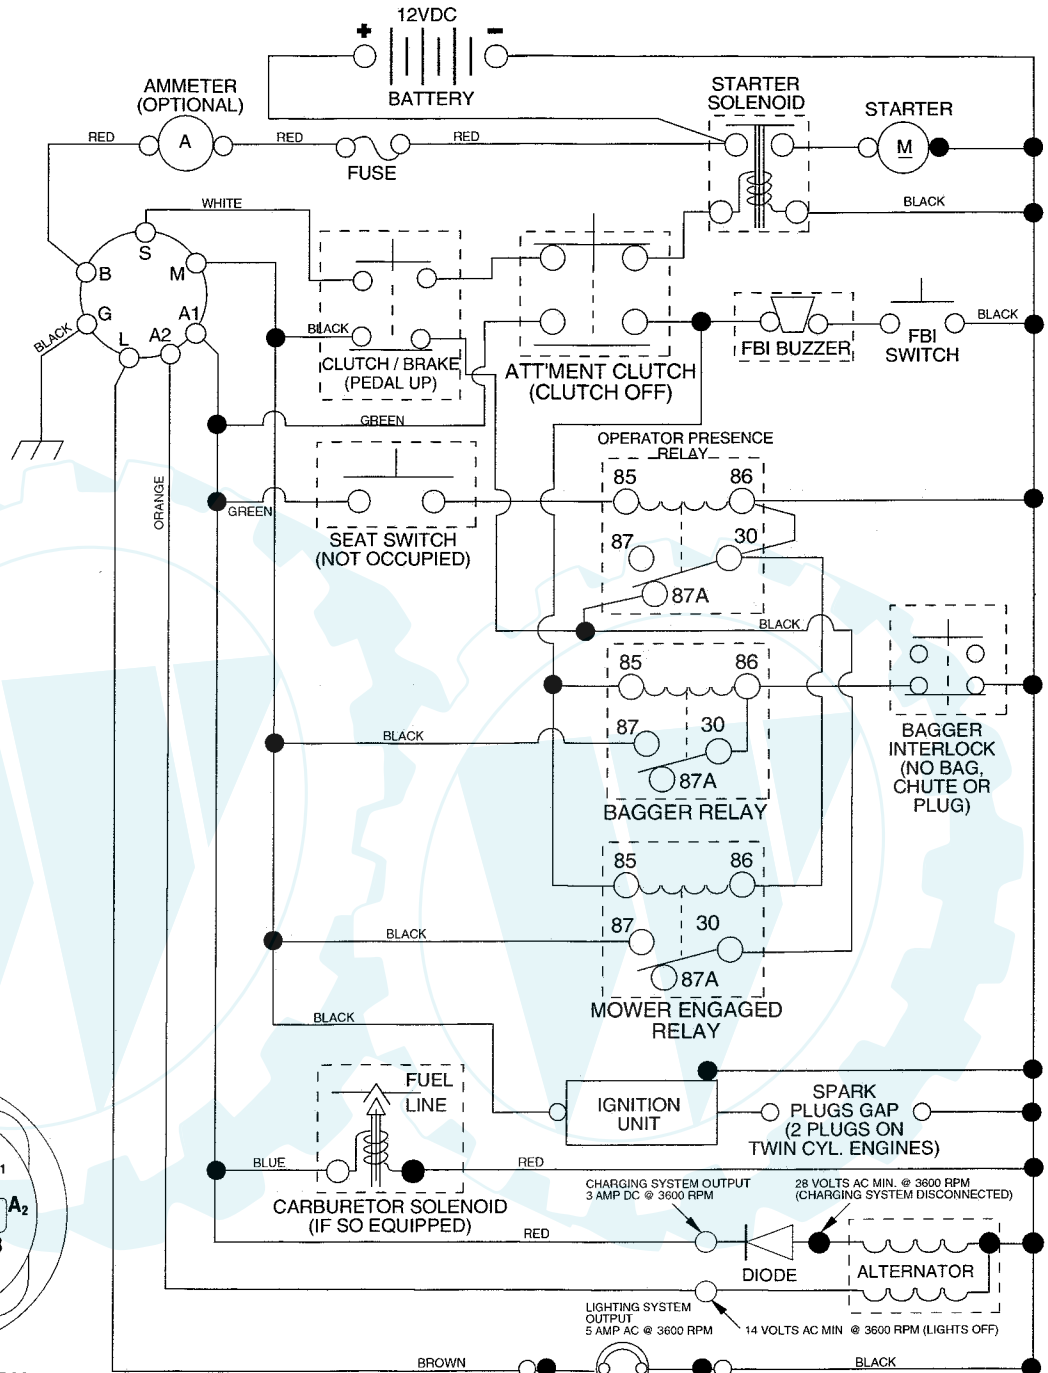 12VDC
+
-
BATTERY
AMMETER
(OPTIONAL)
STARTER
SOLENOID
STARTER
RED
A
RED
FUSE
RED
M
WHITE
BLACK
S
B
M
G
A1
L
A2
BLACK
BLACK
CLUTCH / BRAKE
(PEDAL UP)
ATT'MENT CLUTCH
(CLUTCH OFF)
FBI BUZZER
FBI
SWITCH
BLACK
GREEN
OPERATOR PRESENCE
RELAY
85
86
ORANGE
GREEN
SEAT SWITCH
(NOT OCCUPIED)
87
30
87A
BLACK
85
86
BLACK
87
30
87A
BAGGER RELAY
BAGGER
INTERLOCK
(NO BAG,
CHUTE OR
PLUG)
85
86
BLACK
87
30
87A
MOWER ENGAGED
RELAY
BLACK
FUEL
LINE
IGNITION
UNIT
SPARK
PLUGS GAP
(2 PLUGS ON
TWIN CYL. ENGINES)
BLUE
RED
CARBURETOR SOLENOID
(IF SO EQUIPPED)
CHARGING SYSTEM OUTPUT
3 AMP DC @ 3600 RPM
28 VOLTS AC MIN. @ 3600 RPM
(CHARGING SYSTEM DISCONNECTED)
1
A2
RED
DIODE
ALTERNATOR
LIGHTING SYSTEM
OUTPUT
5 AMP AC @ 3600 RPM
14 VOLTS AC MIN @ 3600 RPM (LIGHTS OFF)
BROWN
BLACK